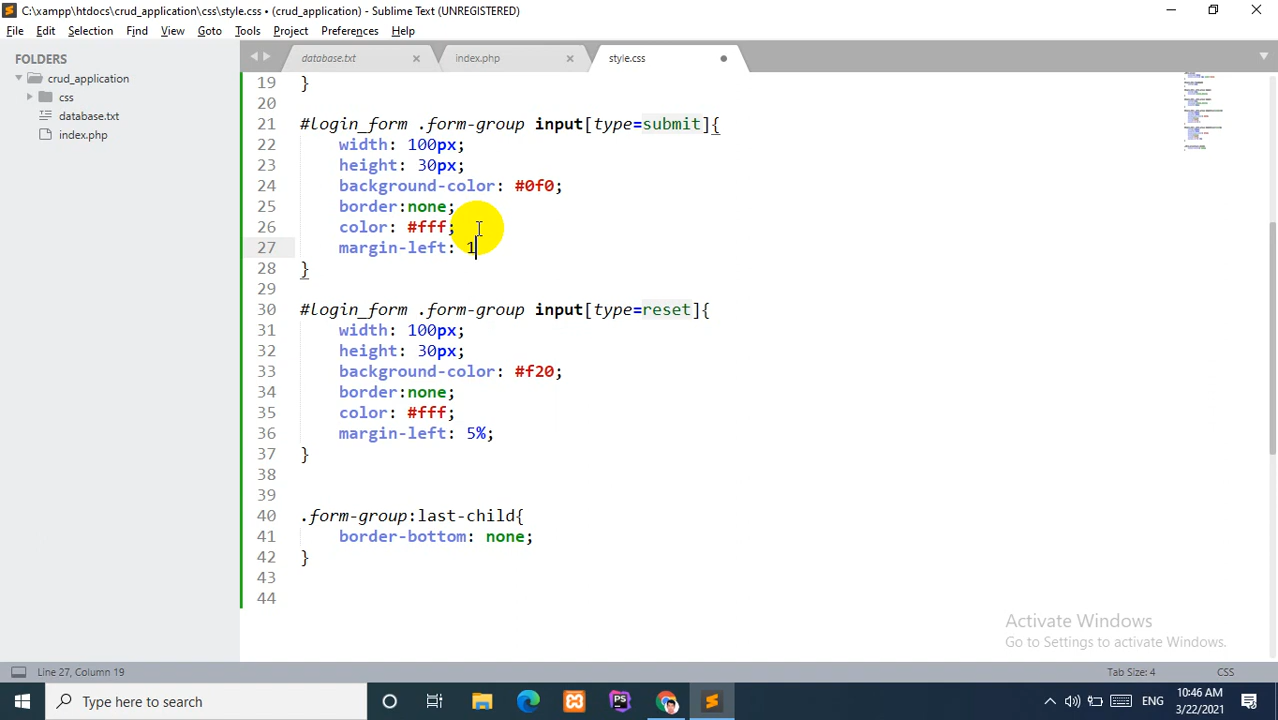 C:\xampp\htdocs\crud_application\css\style.css • (crud_application) - Sublime Text (UNREGISTERED)
File Edit Selection Find View Goto Tools Project Preferences Help
FOLDERS
crud_application
css
database.txt
index.php
database.txt index.php style.css
19 }
20
21 #login_form .form-group input[type=submit]{
22 width: 100px;
23 height: 30px;
24 background-color: #0f0;
25 border:none;
26 color: #fff;
27 margin-left: 1
28 }
29
30 #login_form .form-group input[type=reset]{
31 width: 100px;
32 height: 30px;
33 background-color: #f20;
34 border:none;
35 color: #fff;
36 margin-left: 5%;
37 }
38
39
40 .form-group:last-child{
41 border-bottom: none;
42 }
43
44
Activate Windows
Go to Settings to activate Windows.
Line 27, Column 19 Tab Size: 4 CSS
Type here to search
PS
ENG
10:46 AM
3/22/2021